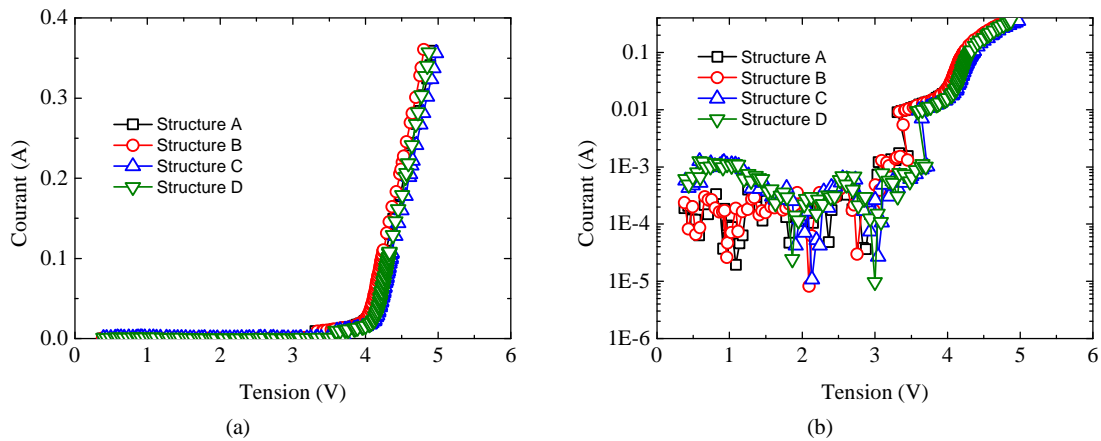 0.4
0.3
0.2
0.1
0.0
Courant (A)
Structure A
Structure B
Structure C
Structure D
0 1 2 3 4 5 6
Tension (V)
(a)
0.1
0.01
1E-3
1E-4
1E-5
1E-6
Courant (A)
Structure A
Structure B
Structure C
Structure D
0 1 2 3 4 5 6
Tension (V)
(b)